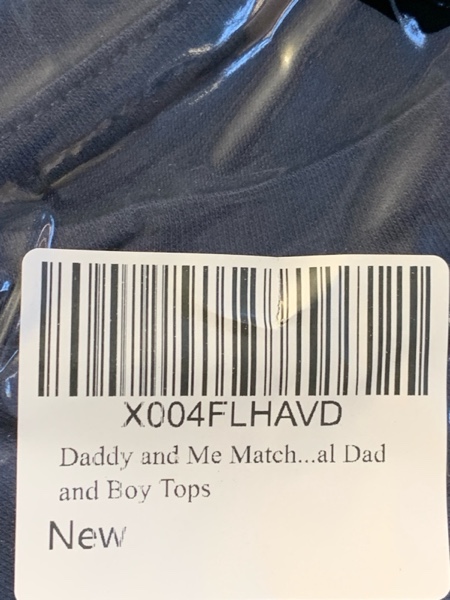 X004FLHAVD
Daddy and Me Match...al Dad
and Boy Tops
New